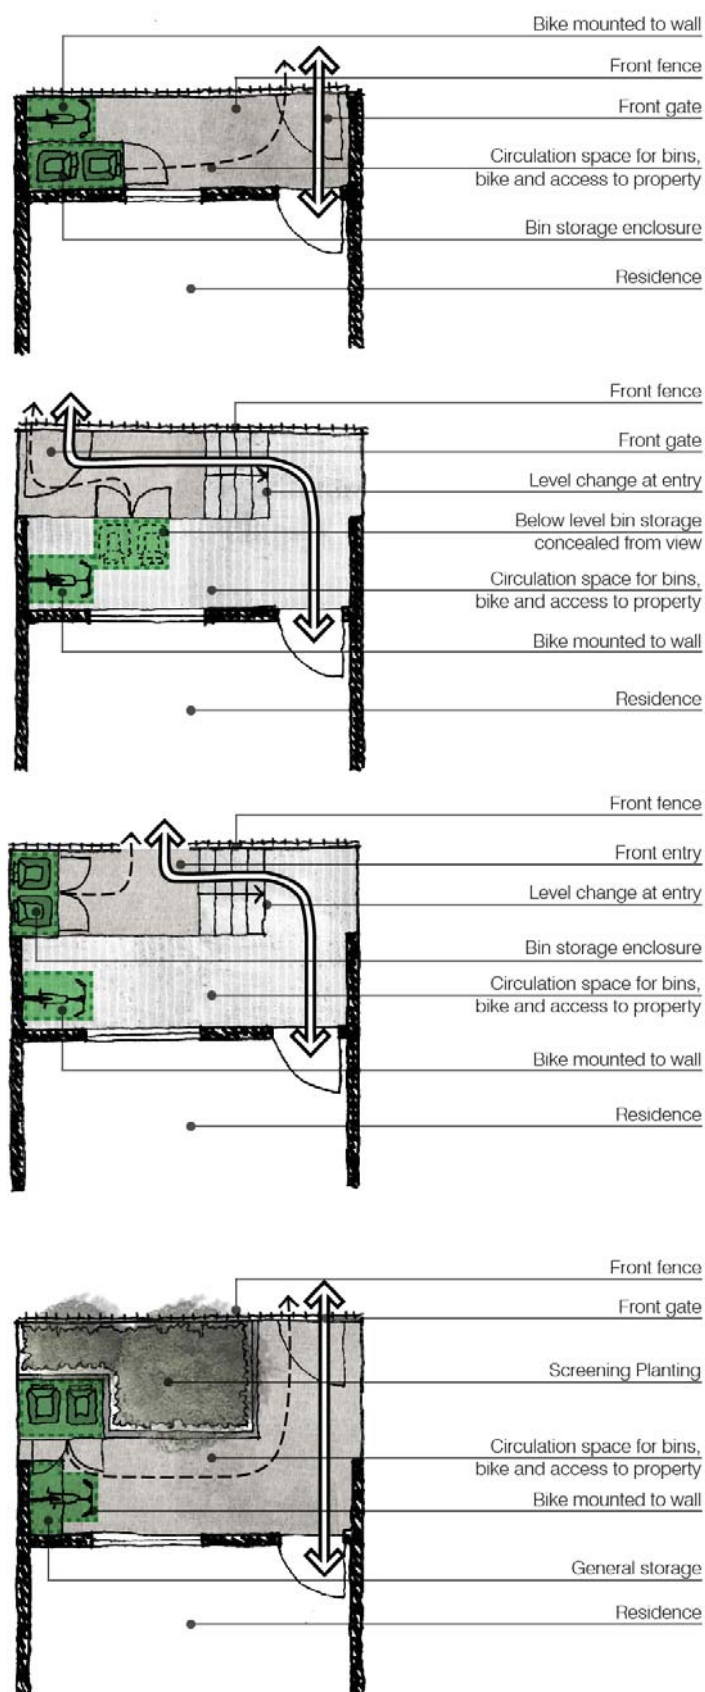 Bike mounted to wall
Front fence
Front gate
Circulation space for bins,
bike and access to property
Bin storage enclosure
Residence
Front fence
Front gate
Level change at entry
Below level bin storage
concealed from view
Circulation space for bins,
bike and access to property
Bike mounted to wall
Residence
Front fence
Front entry
Level change at entry
Bin storage enclosure
Circulation space for bins,
bike and access to property
Bike mounted to wall
Residence
Front fence
Front gate
Screening Planting
Circulation space for bins,
bike and access to property
Bike mounted to wall
General storage
Residence